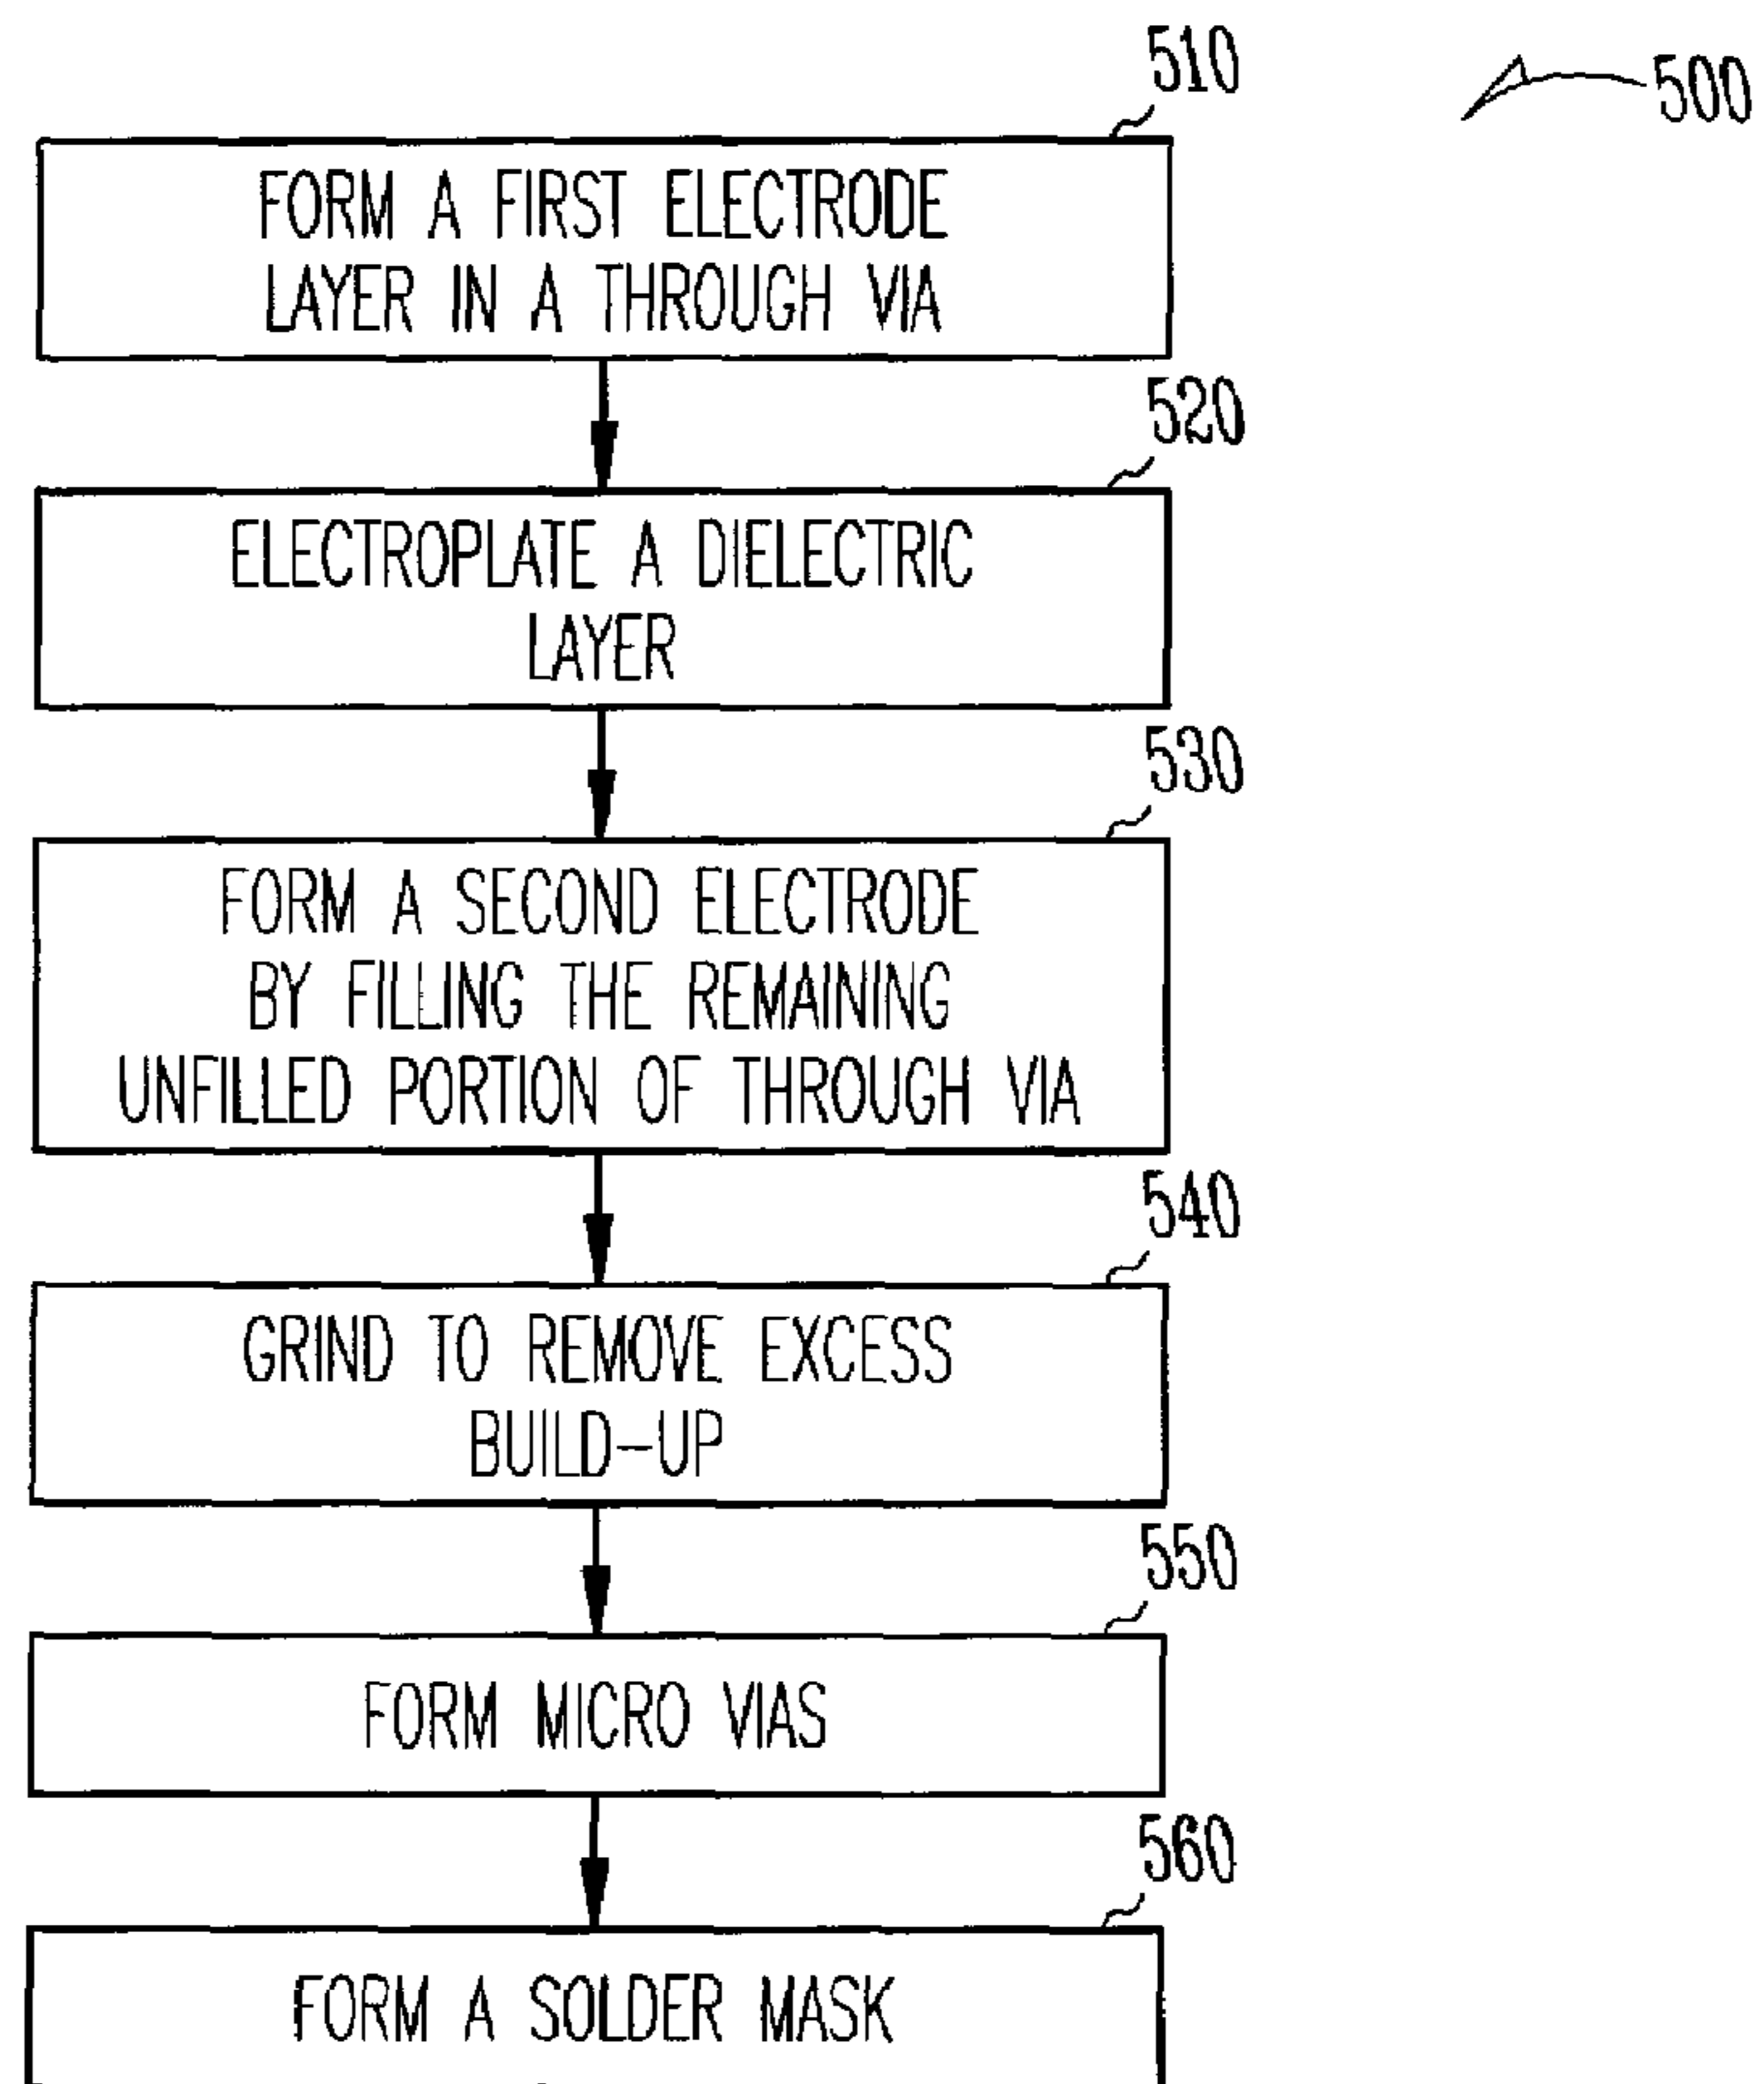 510
500
FORM A FIRST ELECTRODE
LAYER IN A THROUGH VIA
520
ELECTROPLATE A DIELECTRIC
LAYER
530
FORM A SECOND ELECTRODE
BY FILLING THE REMAINING
UNFILLED PORTION OF THROUGH VIA
540
GRIND TO REMOVE EXCESS
BUILD-UP
550
FORM MICRO VIAS
560
FORM A SOLDER MASK